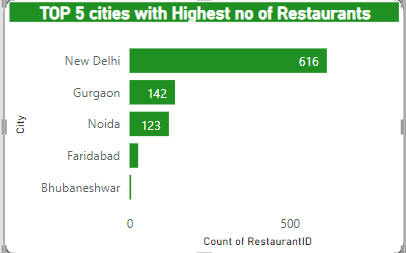 TOP 5 cities with Highest no of Restaurants
New Delhi
616
Gurgaon
142
Noida
123
Faridabad
Bhubaneshwar
City
0
500
Count of RestaurantID